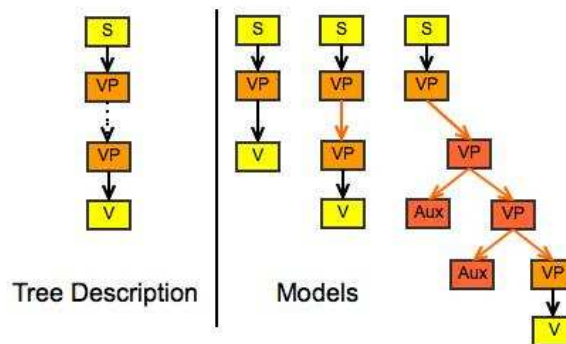 S S S S
VP VP VP VP
VP V VP VP
V V Aux VP
Aux VP
V
Tree Description Models